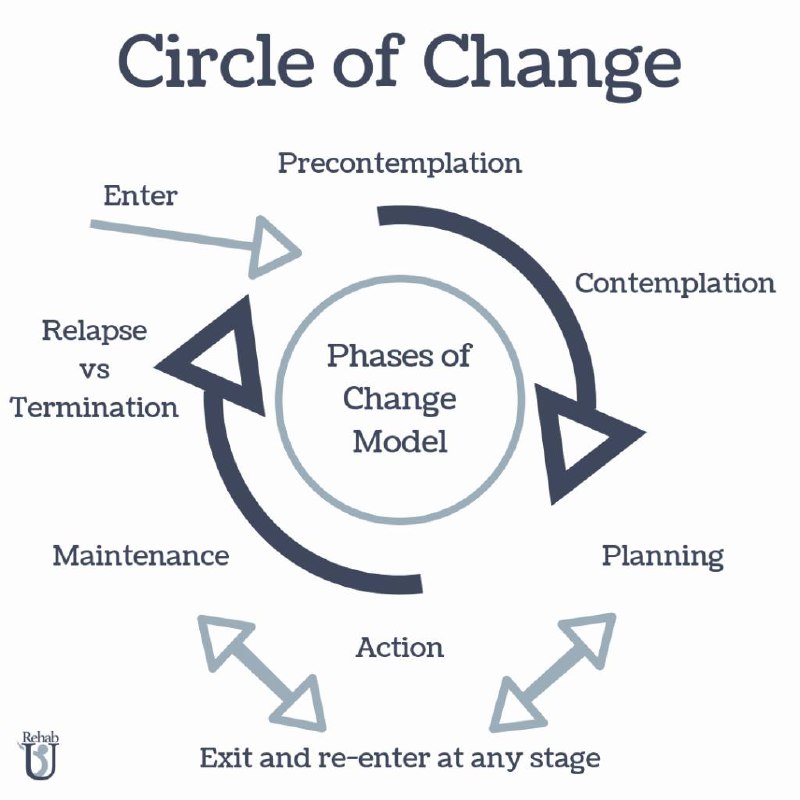 Circle of Change
Precontemplation
Enter
Contemplation
Relapse
vs
Termination
Phases of
Change
Model
Maintenance
Planning
Action
Exit and re-enter at any stage
Rehab
U